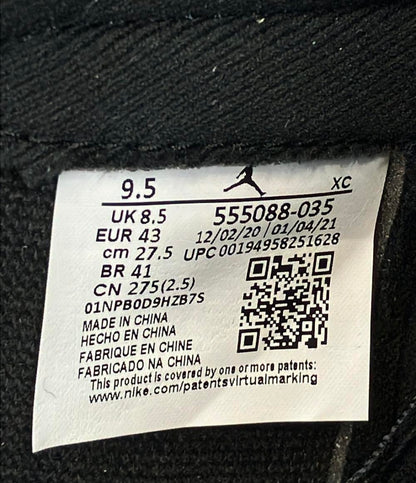 9.5 XC
UK 8.5 555088-035
EUR 43 12/02/20 | 01/04/21
cm 27.5 UPC 00194958251628
BR 41
CN 275(2.5)
01NPB0D9HZB7S
MADE IN CHINA
HECHO EN CHINA
FABRIQUE EN CHINE
FABRICADO NA CHINA
This product is covered by one or more patents:
www.nike.com/patentsvirtualmarking